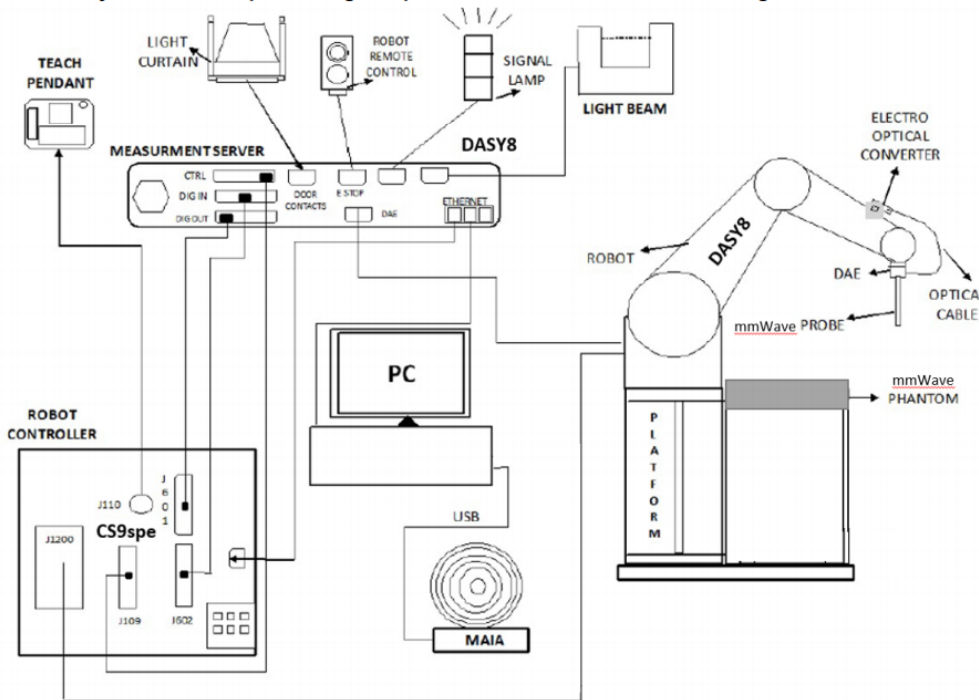 LIGHT
CURTAIN
ROBOT
REMOTE
CONTROL
SIGNAL
LAMP
LIGHT BEAM
TEACH
PENDANT
MEASURMENT SERVER
DASY8
CTRL
DIG IN
DIG OUT
DOOR
CONTACTS
E STOP
DAE
ETHERNET
ELECTRO
OPTICAL
CONVERTER
ROBOT
DASY8
DAE
OPTICA
CABLE
mmWave PROBE
mmWave
PHANTOM
PLATFORM
PC
USB
MAIA
ROBOT
CONTROLLER
J110
J601
CS9spe
J1200
J109
J602